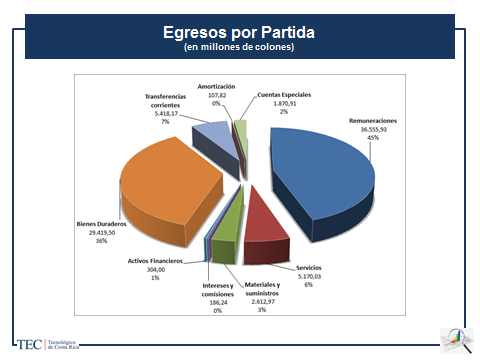 Egresos por Partida
(en millones de colones)
Amortización
107,82
0%
Cuentas Especiales
1.870,91
2%
Transferencias
corrientes
5.418,17
7%
Remuneraciones
36.555,93
45%
Bienes Duraderos
29.419,50
36%
Activos Financieros
304,00
1%
Intereses y
comisiones
186,24
0%
Materiales y
suministros
2.612,97
3%
Servicios
5.170,03
6%
TEC Tecnológico
de Costa Rica